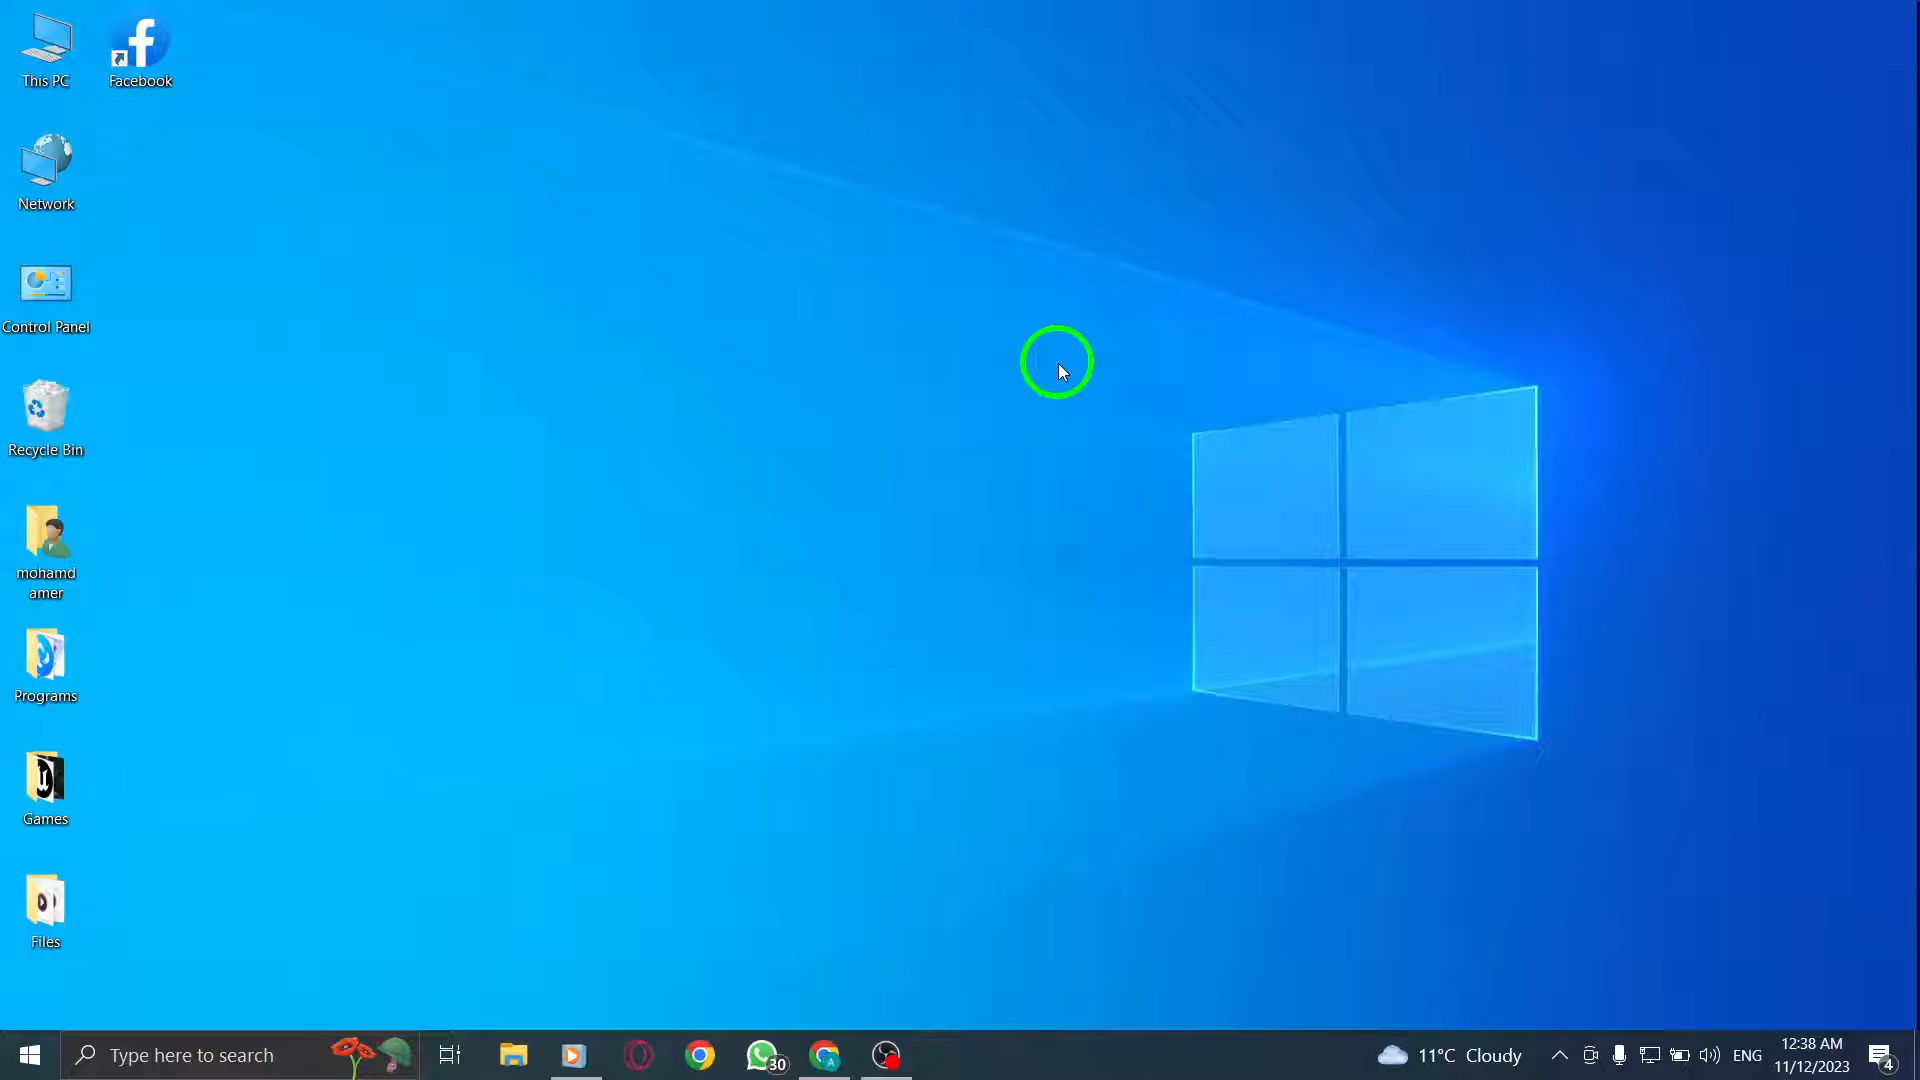 This PC
Facebook
Network
Control Panel
Recycle Bin
mohamd
amer
Programs
Games
Files
Type here to search
30
A
11°C Cloudy
ENG
12:38 AM
11/12/2023
4